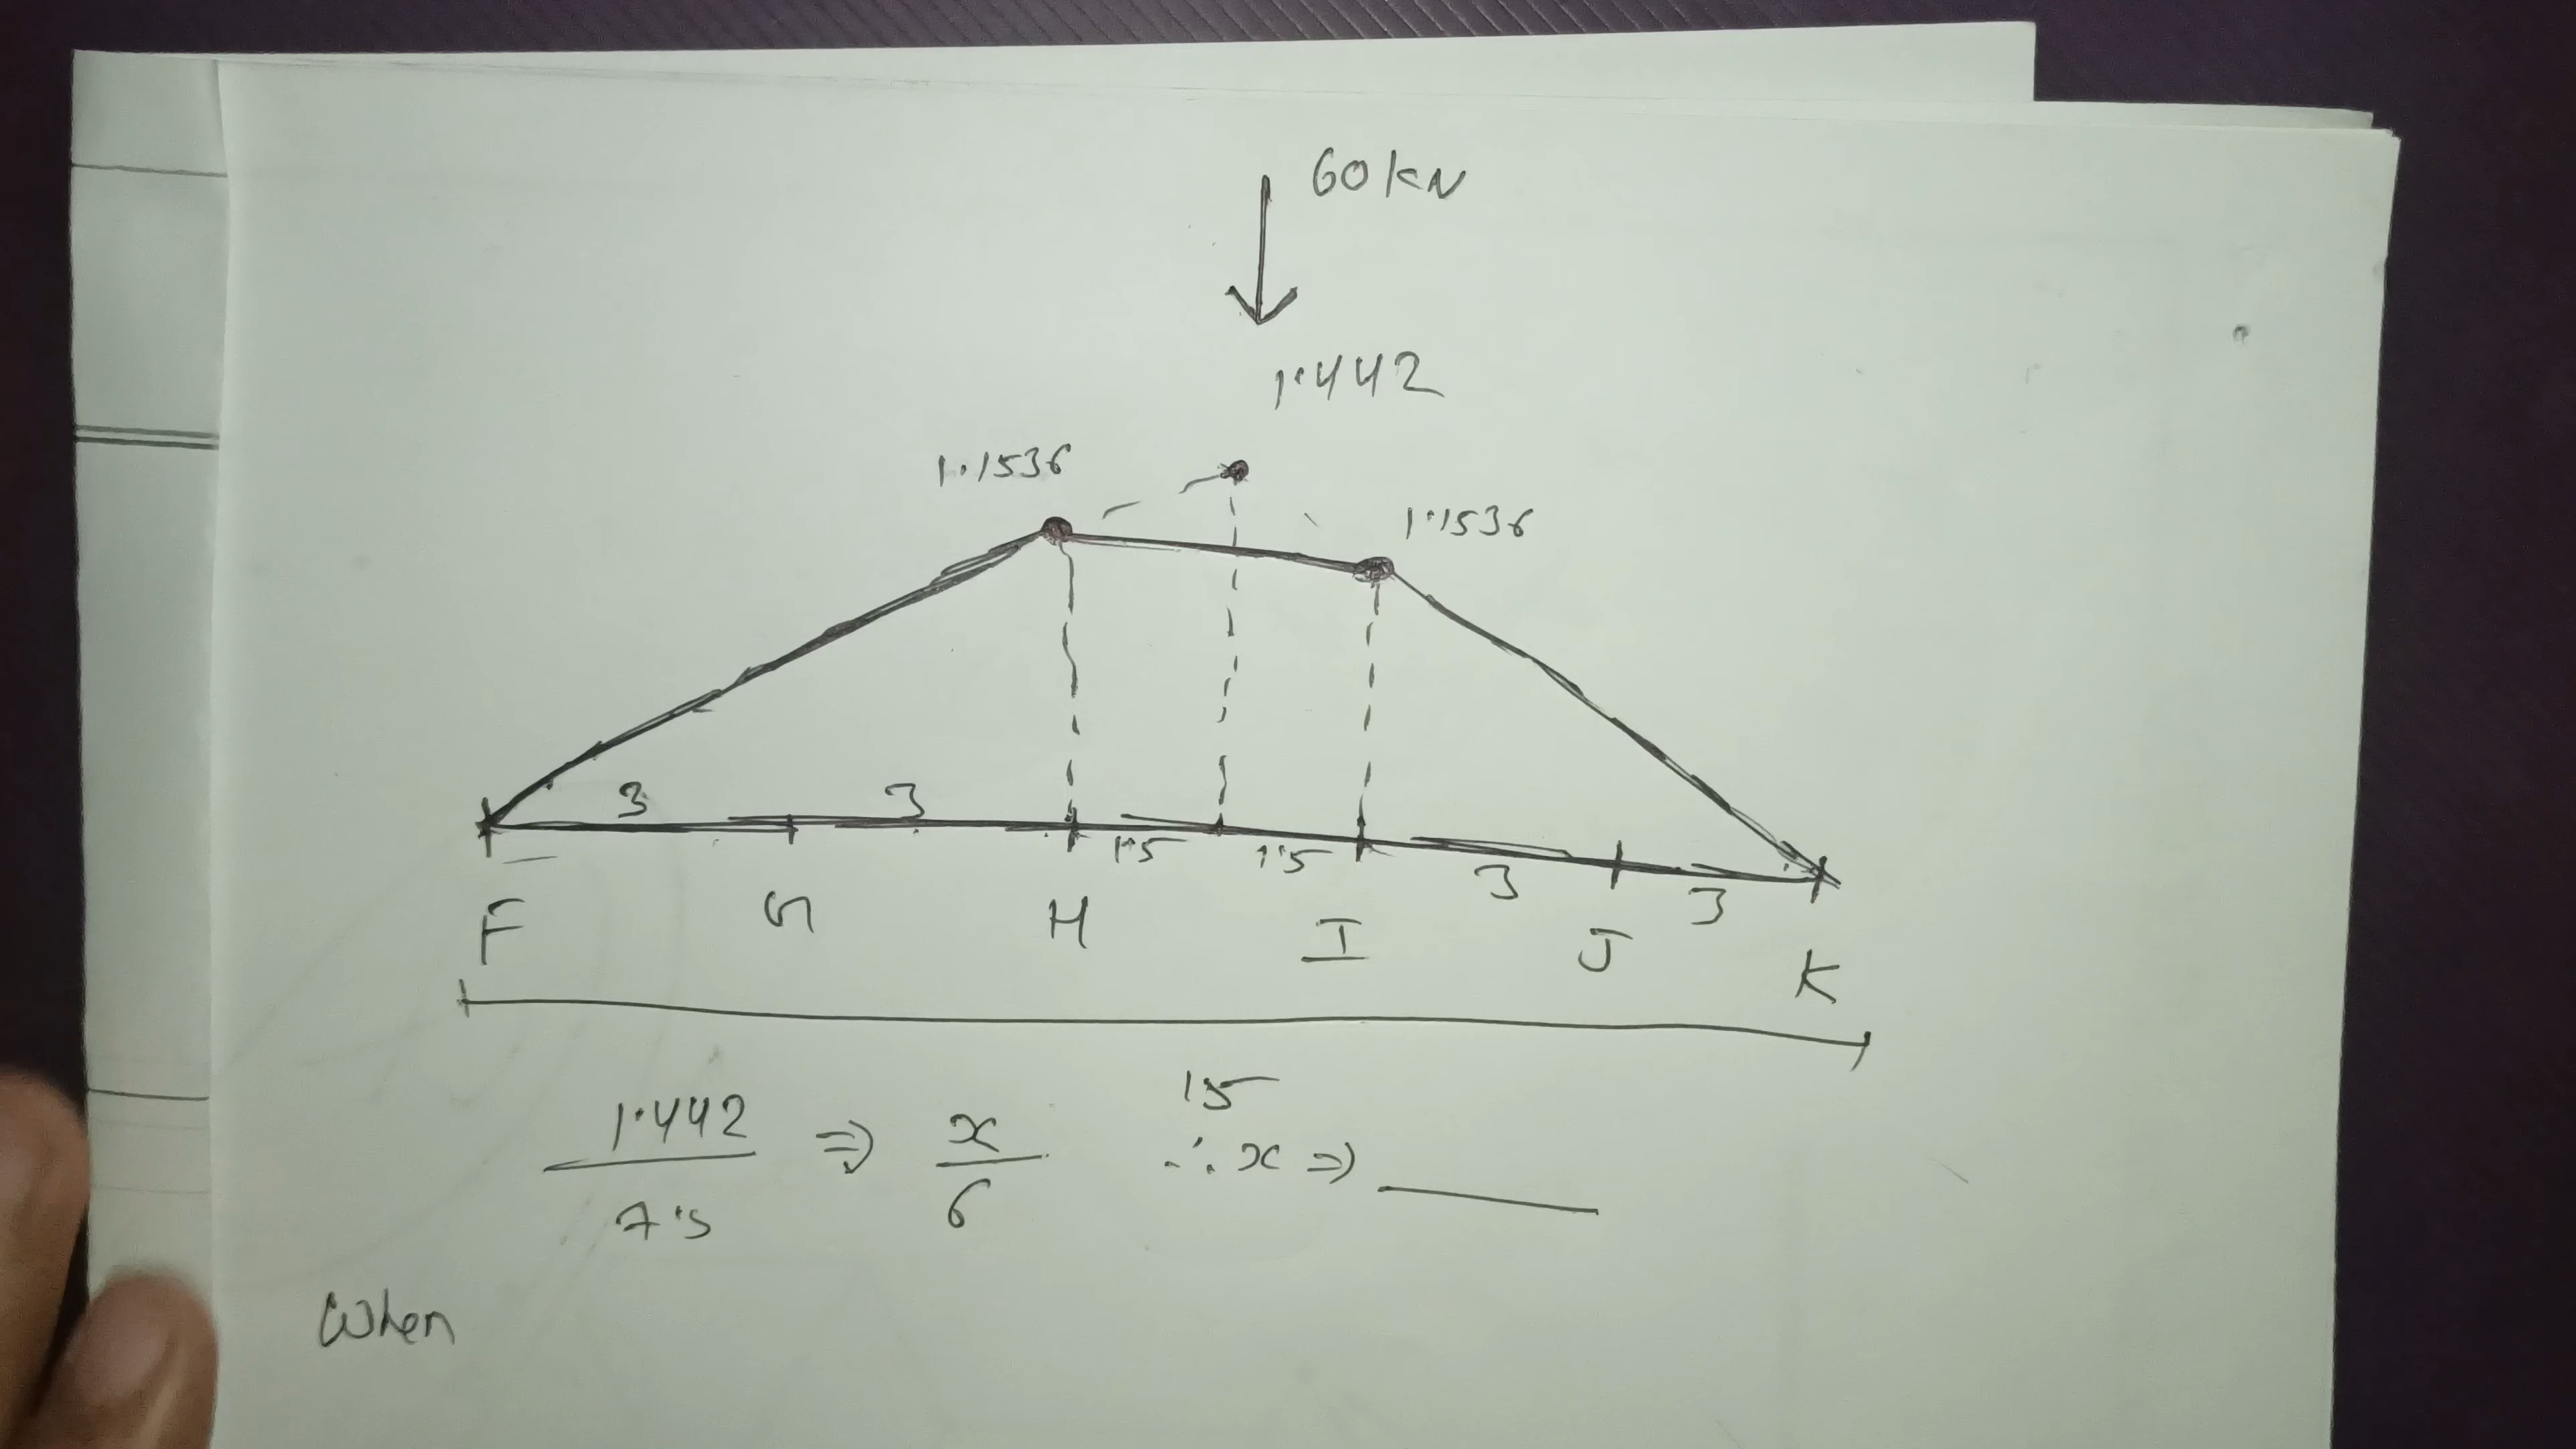 60 kN
1.442
1.1536
1.1536
3 3 1.5 1.5 3 3
F G H I J K
15
1.442 / 7.5 ⇒ x / 6 ∴ x ⇒
When